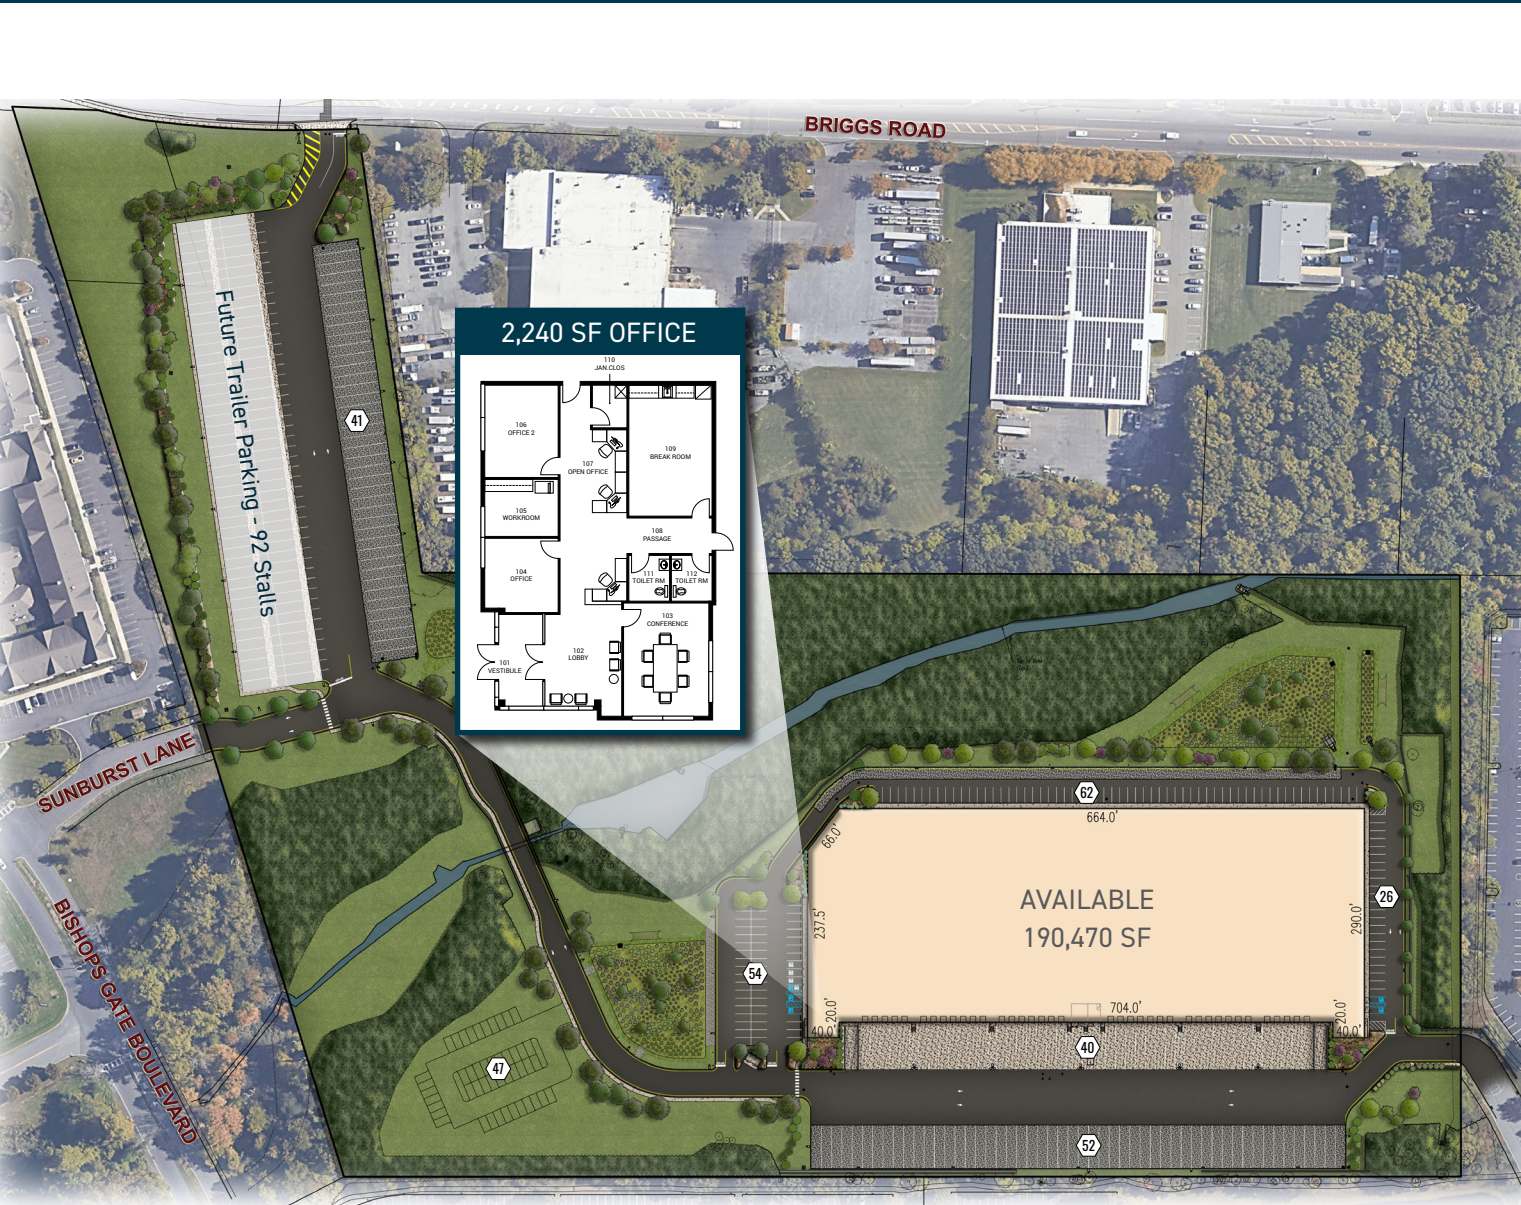 BRIGGS ROAD
Future Trailer Parking - 92 Stalls
41
2,240 SF OFFICE
110
JAN.CLOS
106
OFFICE 2
107
OPEN OFFICE
109
BREAK ROOM
105
WORKROOM
108
PASSAGE
104
OFFICE
111
TOILET RM
112
TOILET RM
103
CONFERENCE
102
LOBBY
101
VESTIBULE
SUNBURST LANE
BISHOPS GATE BOULEVARD
62
664.0'
66.0'
AVAILABLE
190,470 SF
237.5'
290.0'
26
54
20.0'
40.0'
704.0'
20.0'
40.0'
40
47
52